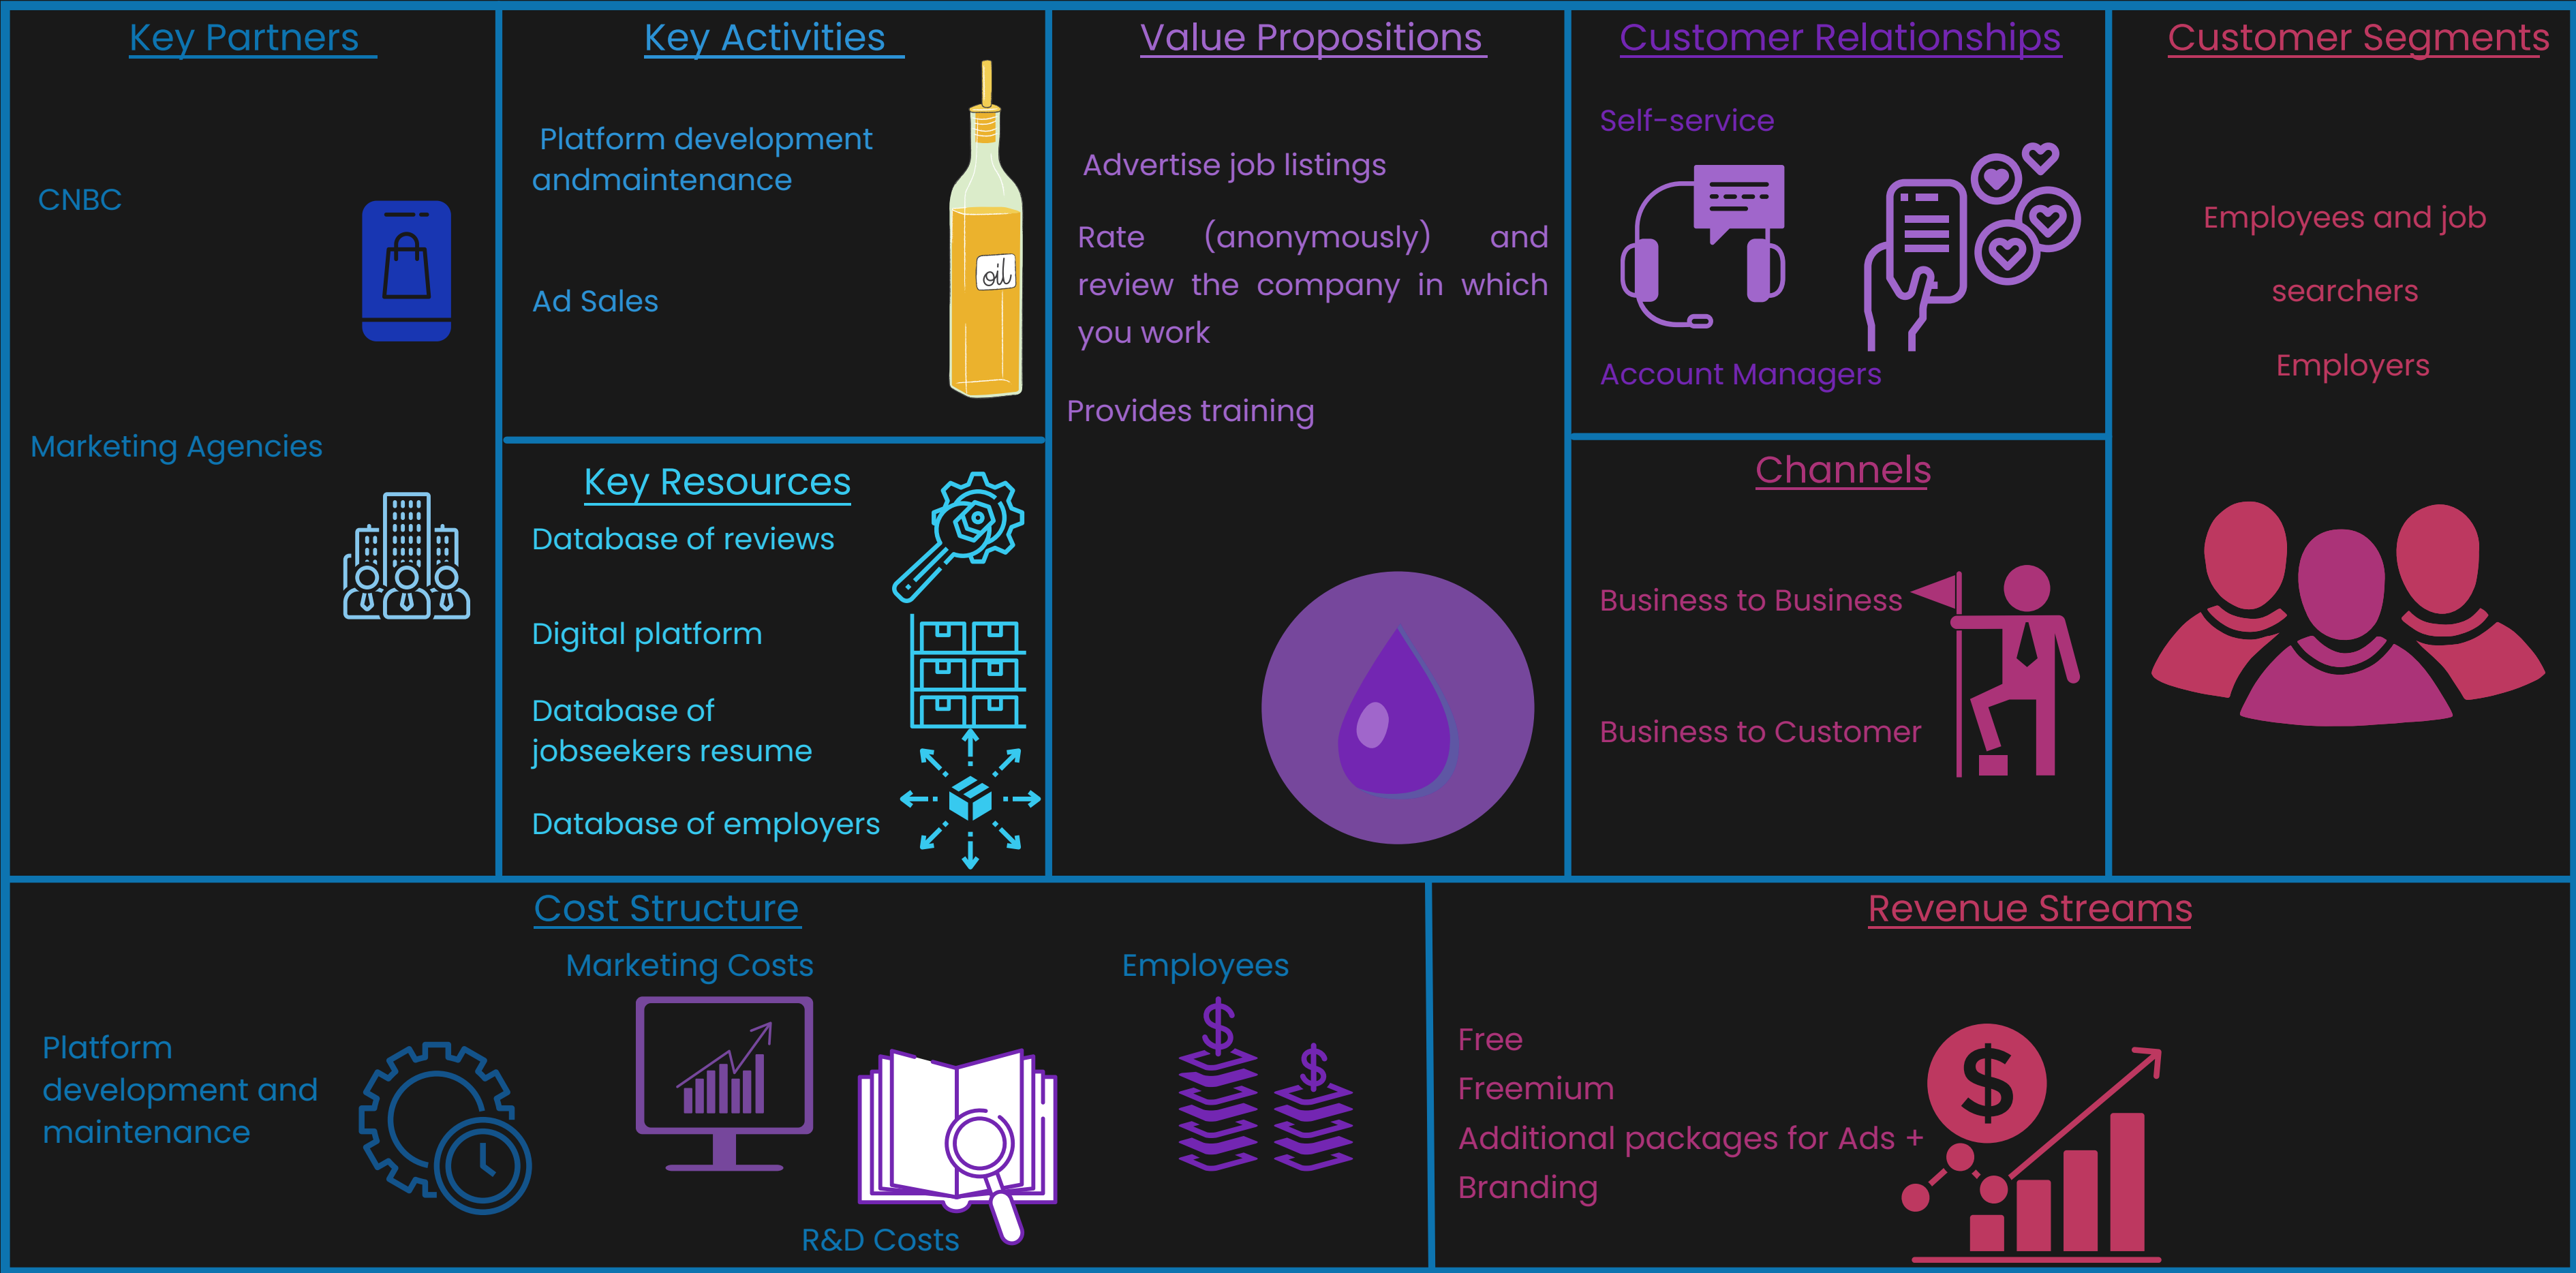 Key Partners
CNBC
Marketing Agencies
Key Activities
Platform development
andmaintenance
Ad Sales
oil
Key Resources
Database of reviews
Digital platform
Database of
jobseekers resume
Database of employers
Value Propositions
Advertise job listings
Rate (anonymously) and
review the company in which
you work
Provides training
Customer Relationships
Self-service
Account Managers
Channels
Business to Business
Business to Customer
Customer Segments
Employees and job
searchers
Employers
Cost Structure
Marketing Costs
Employees
$
$
Platform
development and
maintenance
R&D Costs
Revenue Streams
Free
Freemium
Additional packages for Ads +
Branding
$